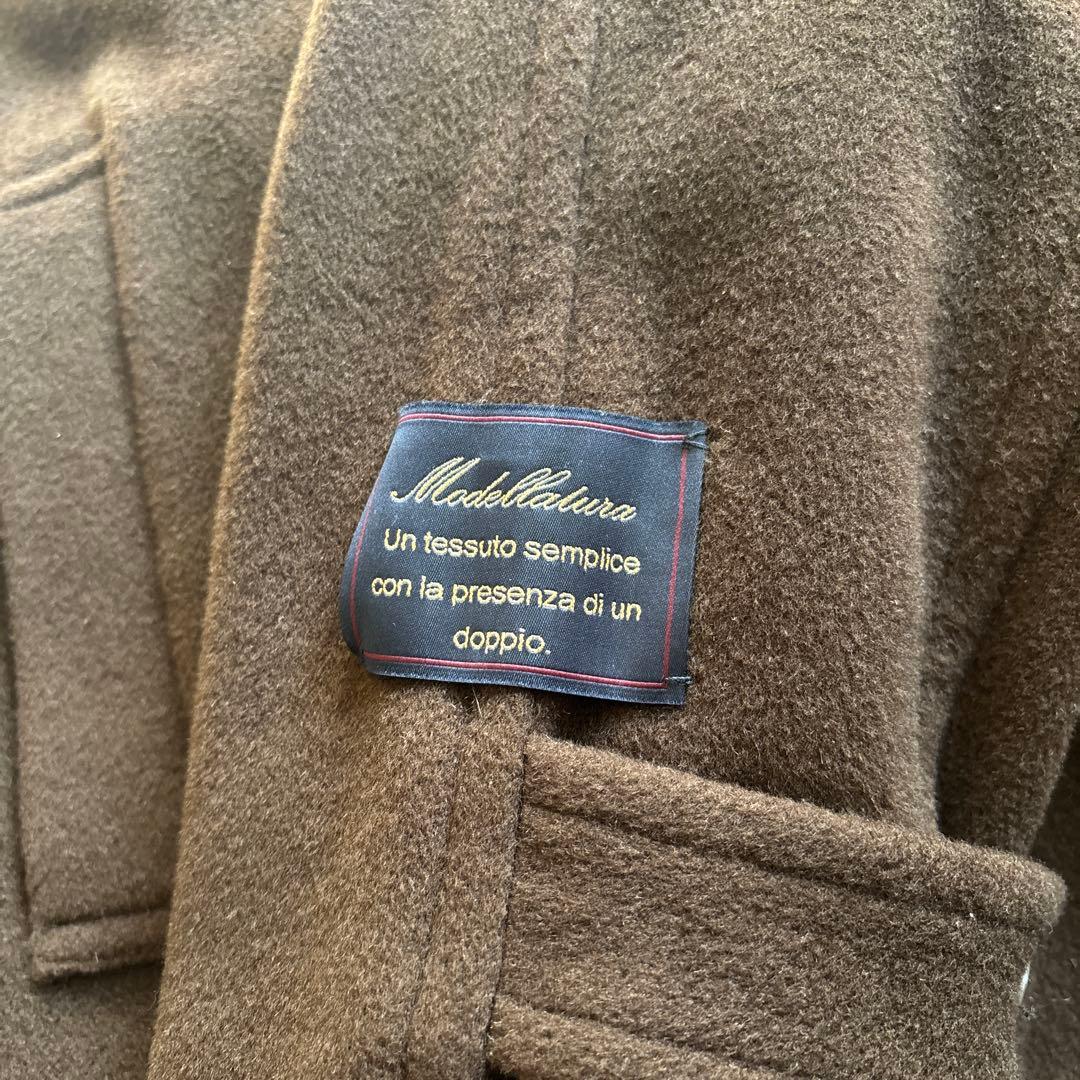 Modellatura
Un tessuto semplice
con la presenza di un
doppio.